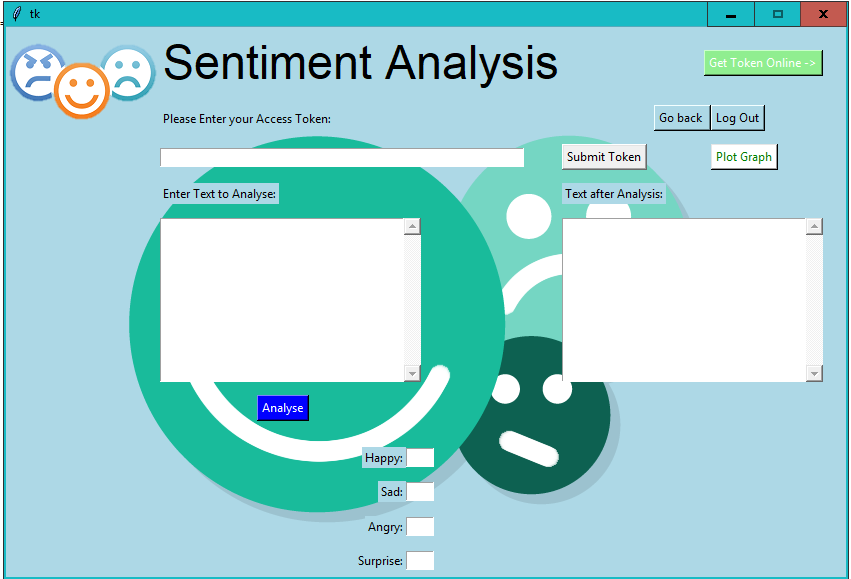 tk
Sentiment Analysis
Get Token Online ->
Please Enter your Access Token:
Go back
Log Out
Submit Token
Plot Graph
Enter Text to Analyse:
Text after Analysis:
Analyse
Happy:
Sad:
Angry:
Surprise: